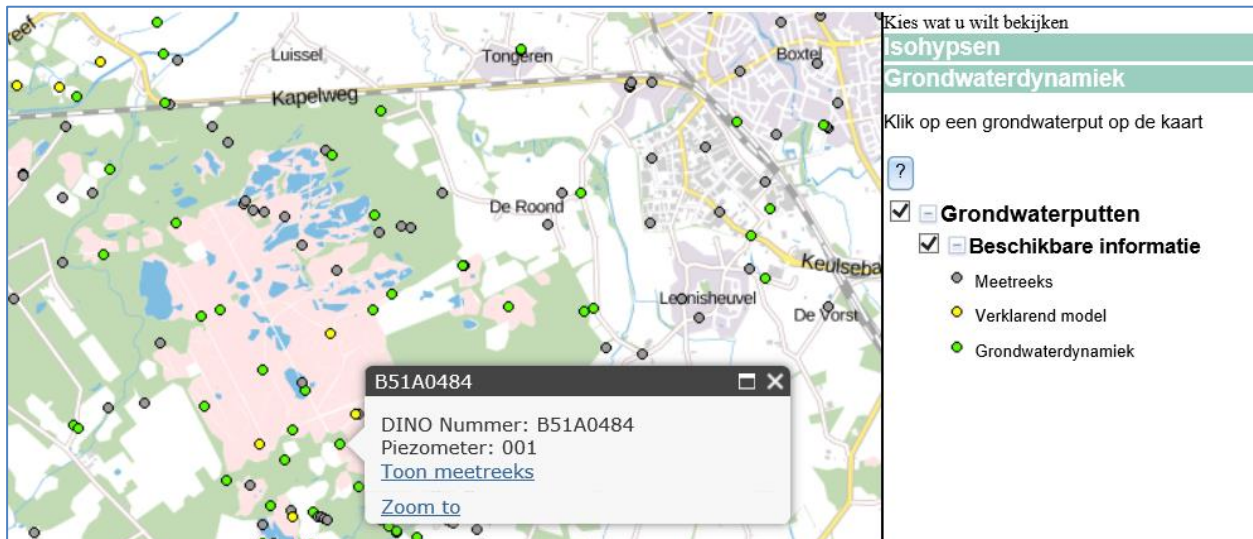 reef
Luissel
Tongeren
Boxtel
Kapelweg
De Roond
Keulseba
Leenisheuvel
De Vorst
B51A0484
DINO Nummer: B51A0484
Piezometer: 001
Toon meetreeks
Zoom to
Kies wat u wilt bekijken
Isohypsen
Grondwaterdynamiek
Klik op een grondwaterput op de kaart
?
Grondwaterputten
Beschikbare informatie
Meetreeks
Verklarend model
Grondwaterdynamiek